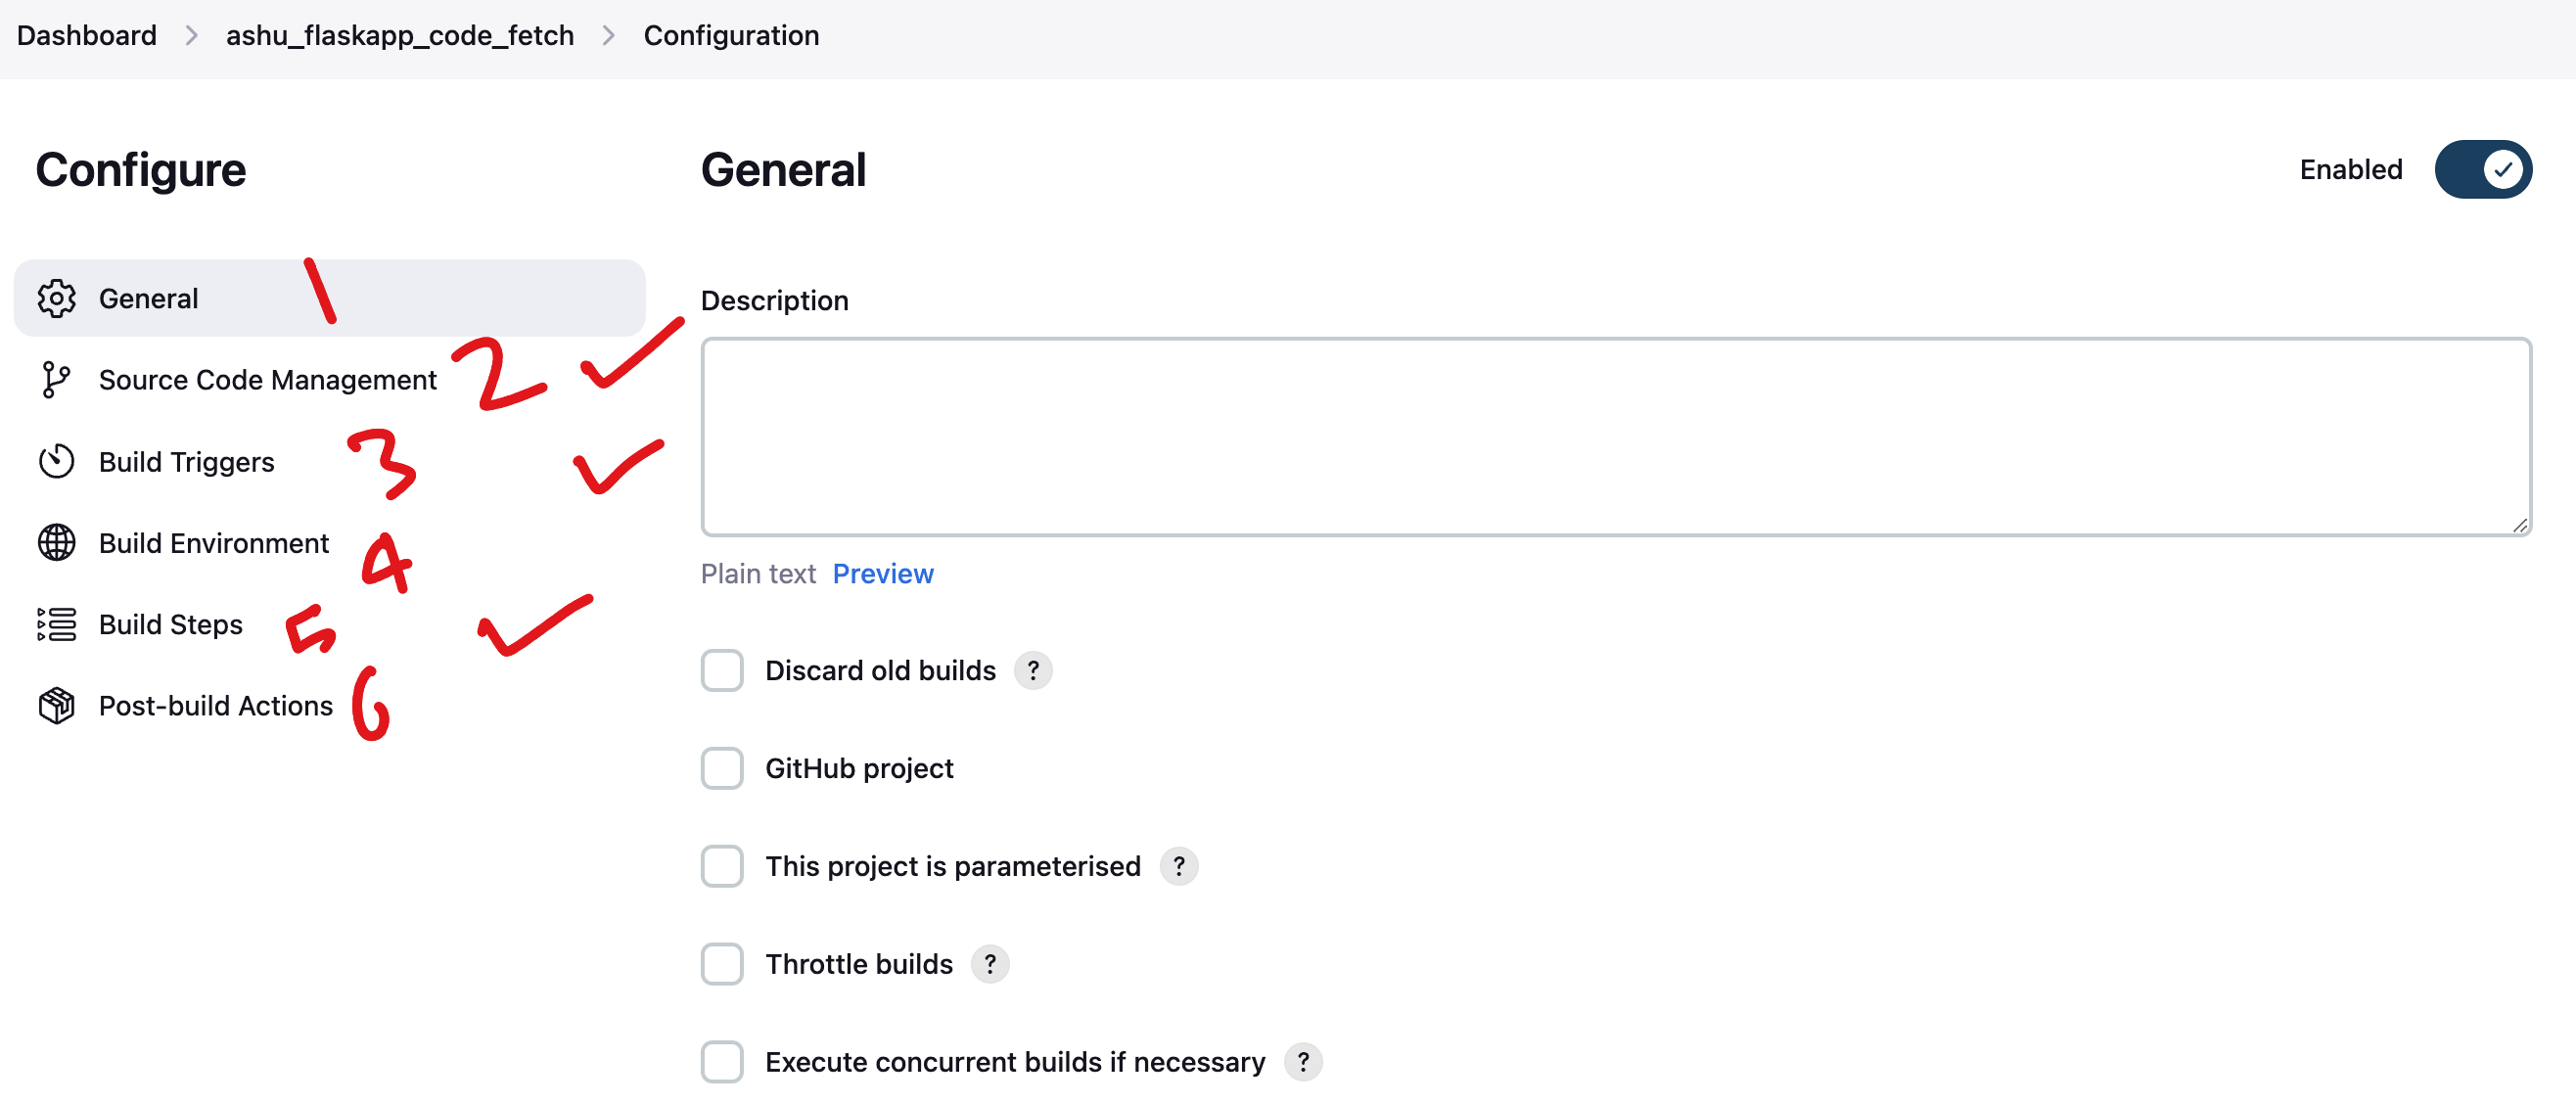 Dashboard > ashu_flaskapp_code_fetch > Configuration
Configure
General 1
Source Code Management 2 ✓
Build Triggers 3 ✓
Build Environment 4
Build Steps 5 ✓
Post-build Actions 6
General
Enabled
Description
Plain text Preview
Discard old builds ?
GitHub project
This project is parameterised ?
Throttle builds ?
Execute concurrent builds if necessary ?